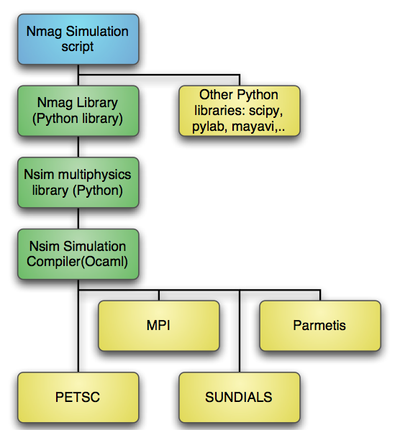 Nmag Simulation
script
Nmag Library
(Python library)
Other Python
libraries: scipy,
pylab, mayavi,..
Nsim multiphysics
library (Python)
Nsim Simulation
Compiler(Ocaml)
MPI
Parmetis
PETSC
SUNDIALS